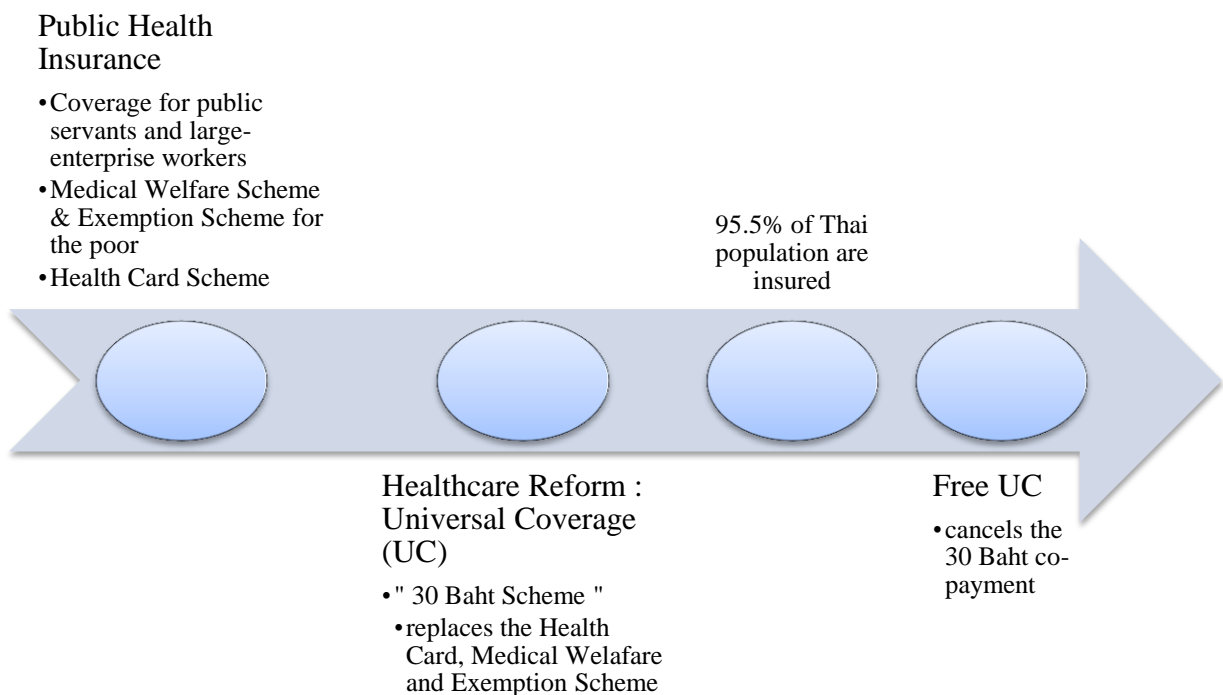 Public Health
Insurance
•Coverage for public
servants and large-
enterprise workers
•Medical Welfare Scheme
& Exemption Scheme for
the poor
•Health Card Scheme
95.5% of Thai
population are
insured
Healthcare Reform :
Universal Coverage
(UC)
•" 30 Baht Scheme "
•replaces the Health
Card, Medical Welafare
and Exemption Scheme
Free UC
•cancels the
30 Baht co-
payment